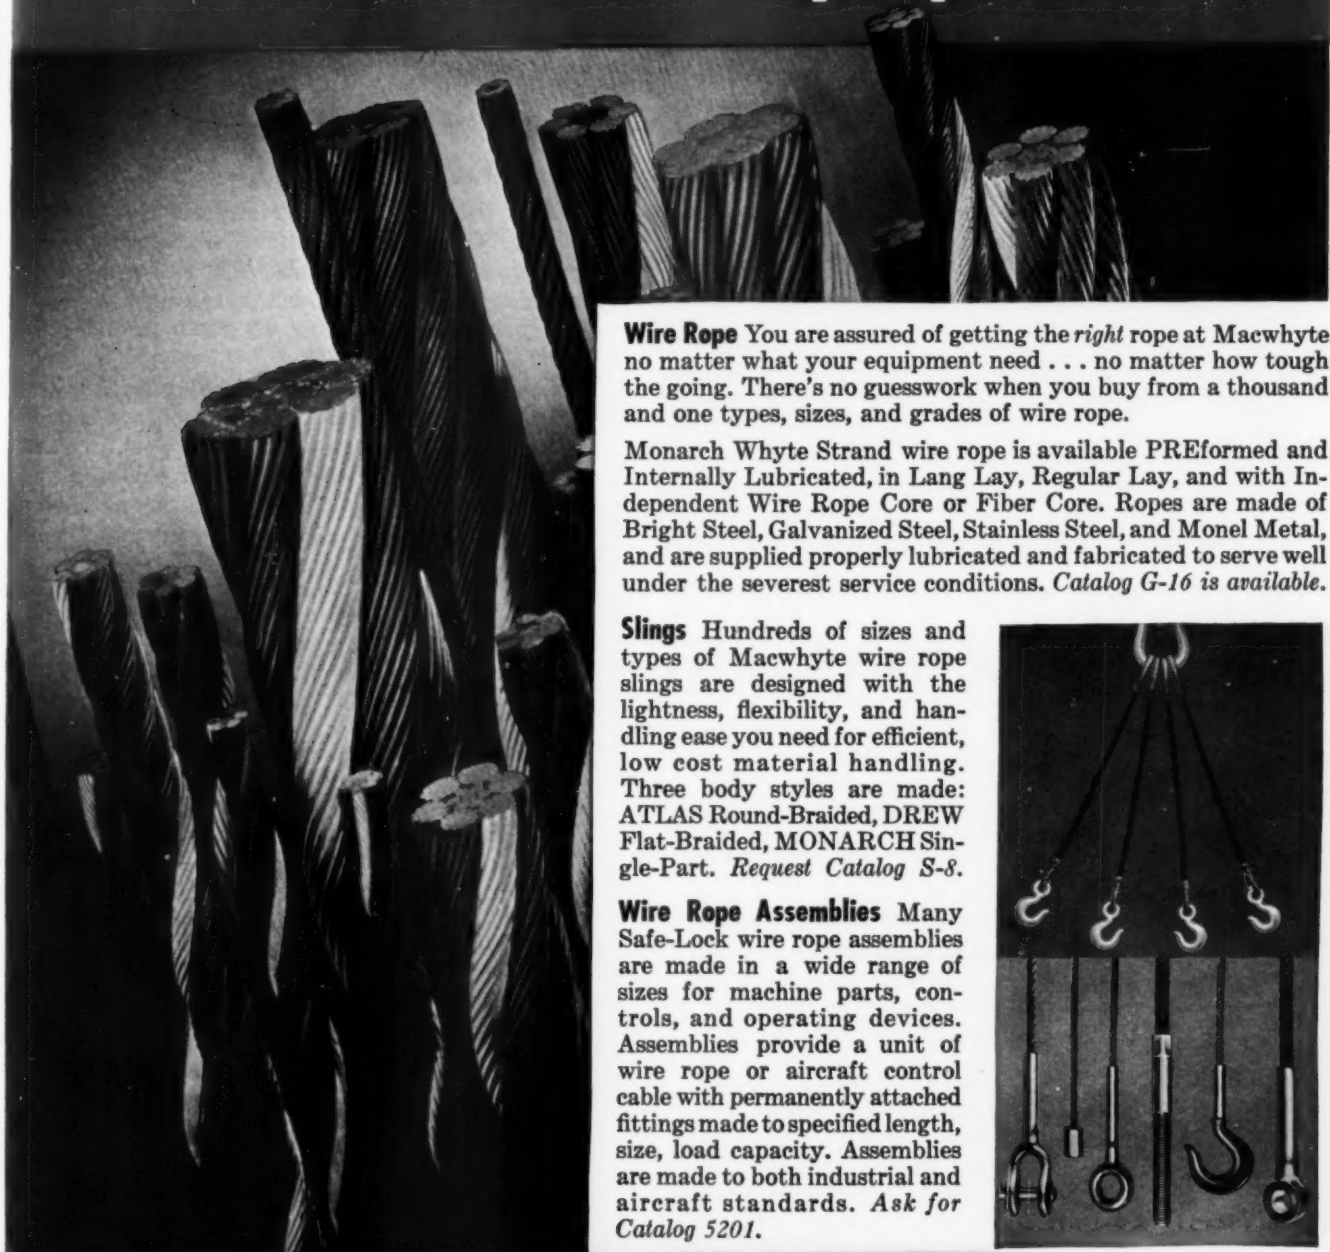 Wire Rope You are assured of getting the right rope at Macwhyte
no matter what your equipment need . . . no matter how tough
the going. There's no guesswork when you buy from a thousand
and one types, sizes, and grades of wire rope.
Monarch Whyte Strand wire rope is available PREformed and
Internally Lubricated, in Lang Lay, Regular Lay, and with In-
dependent Wire Rope Core or Fiber Core. Ropes are made of
Bright Steel, Galvanized Steel, Stainless Steel, and Monel Metal,
and are supplied properly lubricated and fabricated to serve well
under the severest service conditions. Catalog G-16 is available.
Slings Hundreds of sizes and
types of Macwhyte wire rope
slings are designed with the
lightness, flexibility, and han-
dling ease you need for efficient,
low cost material handling.
Three body styles are made:
ATLAS Round-Braided, DREW
Flat-Braided, MONARCH Sin-
gle-Part. Request Catalog S-8.
Wire Rope Assemblies Many
Safe-Lock wire rope assemblies
are made in a wide range of
sizes for machine parts, con-
trols, and operating devices.
Assemblies provide a unit of
wire rope or aircraft control
cable with permanently attached
fittings made to specified length,
size, load capacity. Assemblies
are made to both industrial and
aircraft standards. Ask for
Catalog 5201.